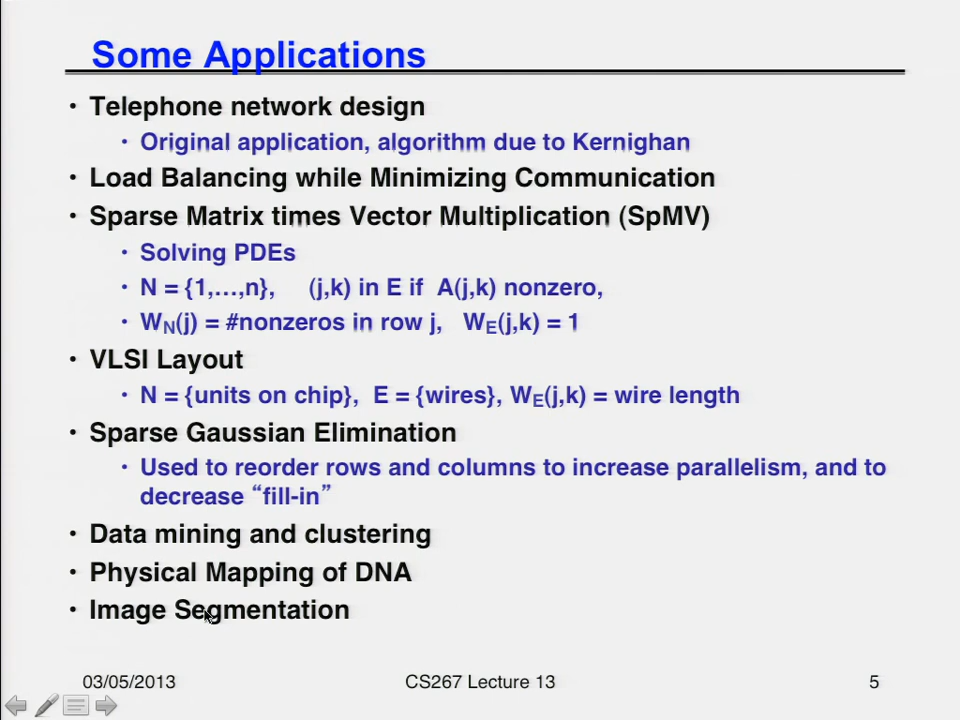 Some Applications
• Telephone network design
• Original application, algorithm due to Kernighan
• Load Balancing while Minimizing Communication
• Sparse Matrix times Vector Multiplication (SpMV)
• Solving PDEs
• N = {1,…,n}, (j,k) in E if A(j,k) nonzero,
• W_N(j) = #nonzeros in row j, W_E(j,k) = 1
• VLSI Layout
• N = {units on chip}, E = {wires}, W_E(j,k) = wire length
• Sparse Gaussian Elimination
• Used to reorder rows and columns to increase parallelism, and to
decrease “fill-in”
• Data mining and clustering
• Physical Mapping of DNA
• Image Segmentation
03/05/2013 CS267 Lecture 13 5